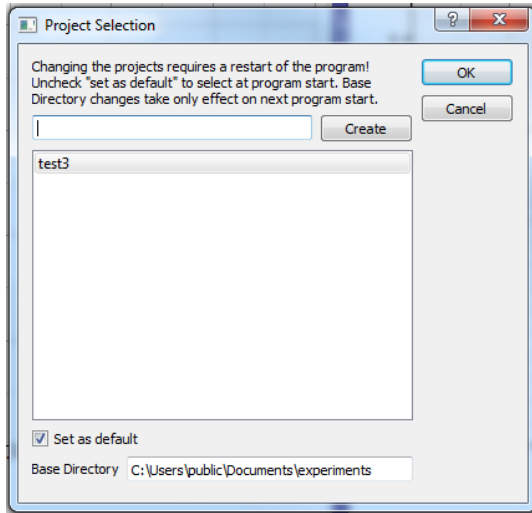 Project Selection
Changing the projects requires a restart of the program!
Uncheck "set as default" to select at program start. Base
Directory changes take only effect on next program start.
OK
Cancel
Create
test3
Set as default
Base Directory C:\Users\public\Documents\experiments